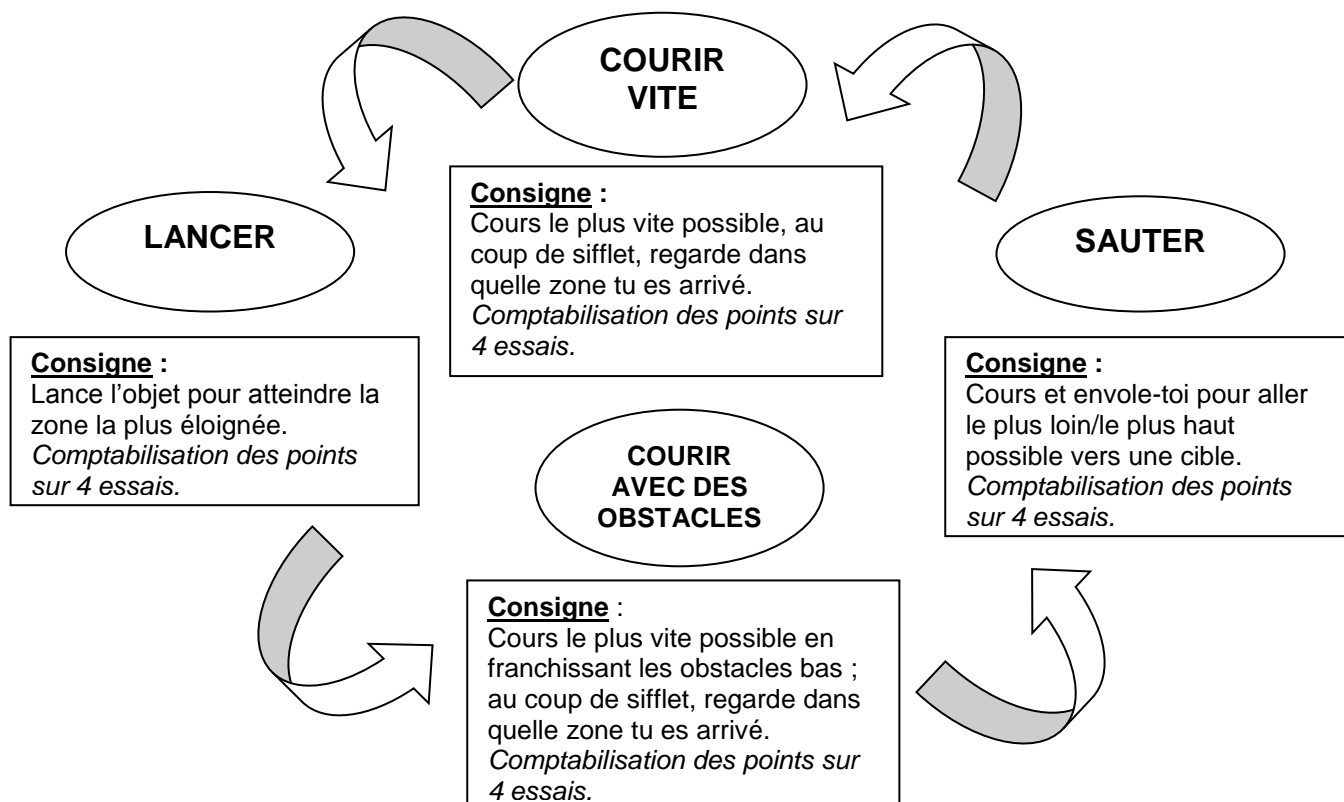 COURIR
VITE
Consigne :
Cours le plus vite possible, au
coup de sifflet, regarde dans
quelle zone tu es arrivé.
Comptabilisation des points sur
4 essais.
LANCER
Consigne :
Lance l’objet pour atteindre la
zone la plus éloignée.
Comptabilisation des points
sur 4 essais.
SAUTER
Consigne :
Cours et envole-toi pour aller
le plus loin/le plus haut
possible vers une cible.
Comptabilisation des points
sur 4 essais.
COURIR
AVEC DES
OBSTACLES
Consigne :
Cours le plus vite possible en
franchissant les obstacles bas ;
au coup de sifflet, regarde dans
quelle zone tu es arrivé.
Comptabilisation des points sur
4 essais.